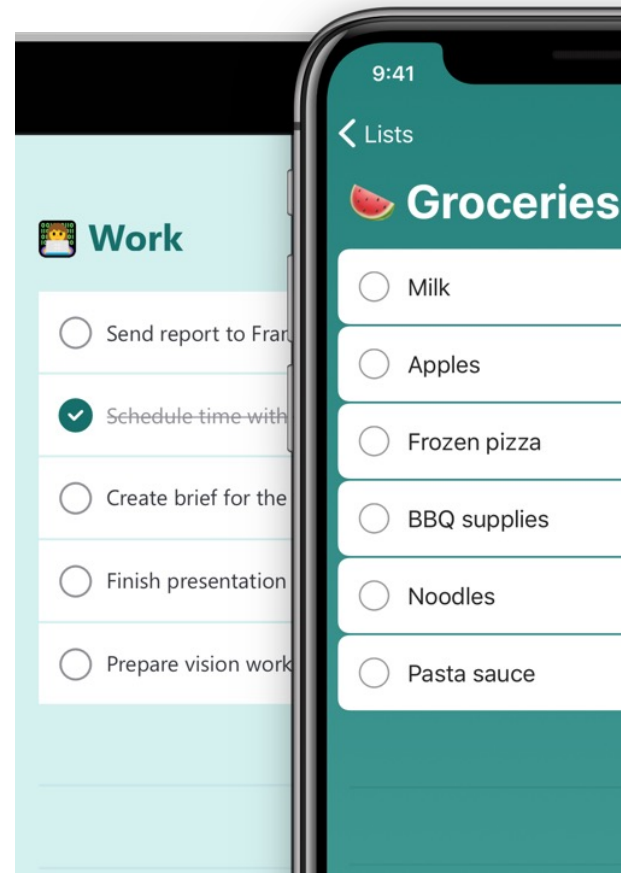 Work
Send report to Fran
Schedule time with
Create brief for the
Finish presentation
Prepare vision work
9:41
Lists
Groceries
Milk
Apples
Frozen pizza
BBQ supplies
Noodles
Pasta sauce